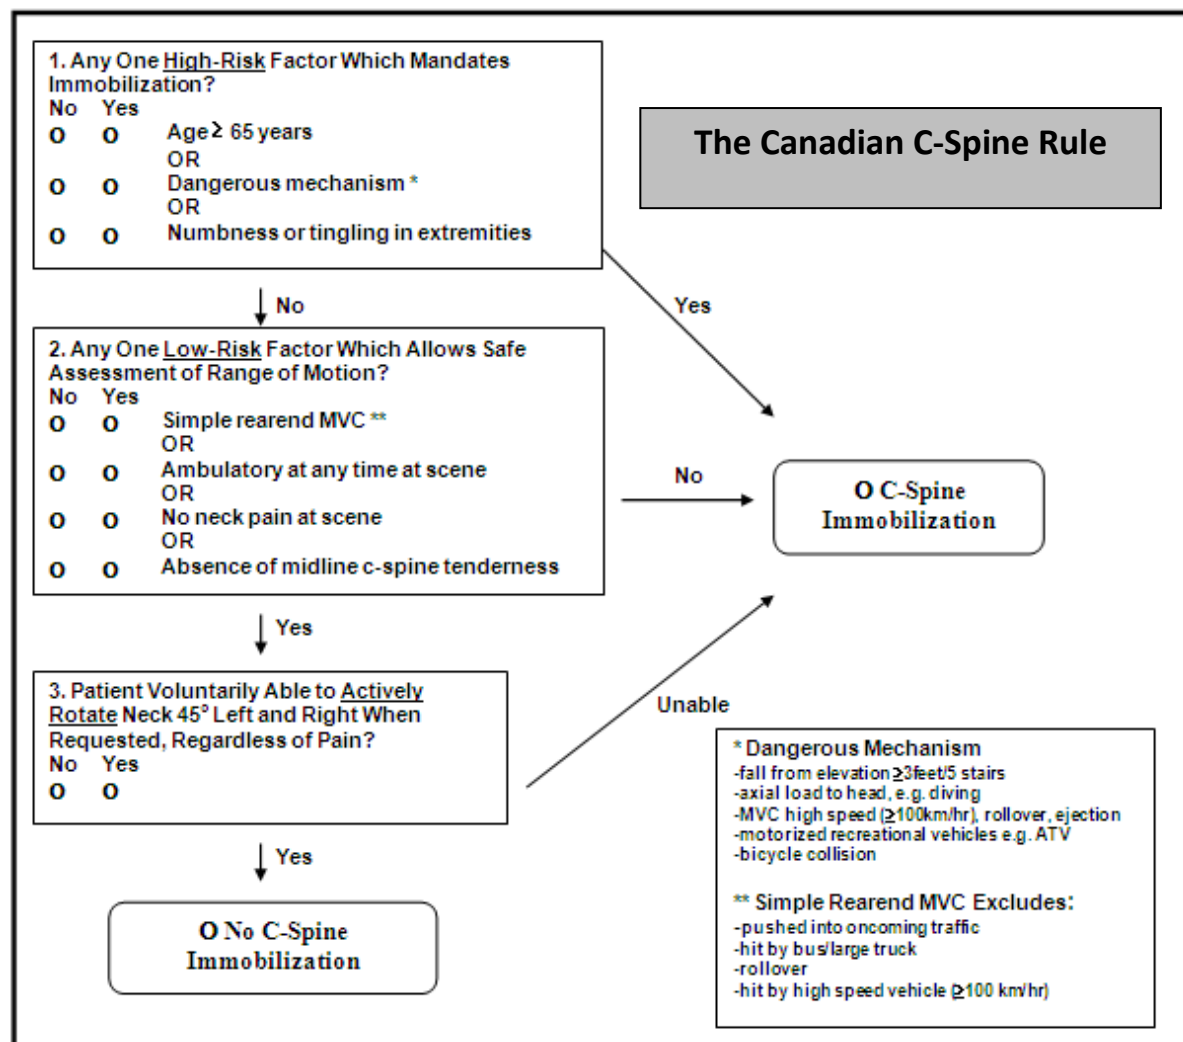 The Canadian C-Spine Rule
1. Any One High-Risk Factor Which Mandates
Immobilization?
No Yes
O O Age ≥ 65 years
OR
O O Dangerous mechanism *
OR
O O Numbness or tingling in extremities
No
Yes
2. Any One Low-Risk Factor Which Allows Safe
Assessment of Range of Motion?
No Yes
O O Simple rearend MVC **
OR
O O Ambulatory at any time at scene
OR
O O No neck pain at scene
OR
O O Absence of midline c-spine tenderness
No
O C-Spine
Immobilization
Yes
3. Patient Voluntarily Able to Actively
Rotate Neck 45° Left and Right When
Requested, Regardless of Pain?
No Yes
O O
Unable
Yes
O No C-Spine
Immobilization
* Dangerous Mechanism
-fall from elevation ≥3feet/5 stairs
-axial load to head, e.g. diving
-MVC high speed (≥100km/hr), rollover, ejection
-motorized recreational vehicles e.g. ATV
-bicycle collision
** Simple Rearend MVC Excludes:
-pushed into oncoming traffic
-hit by bus/large truck
-rollover
-hit by high speed vehicle (≥100 km/hr)